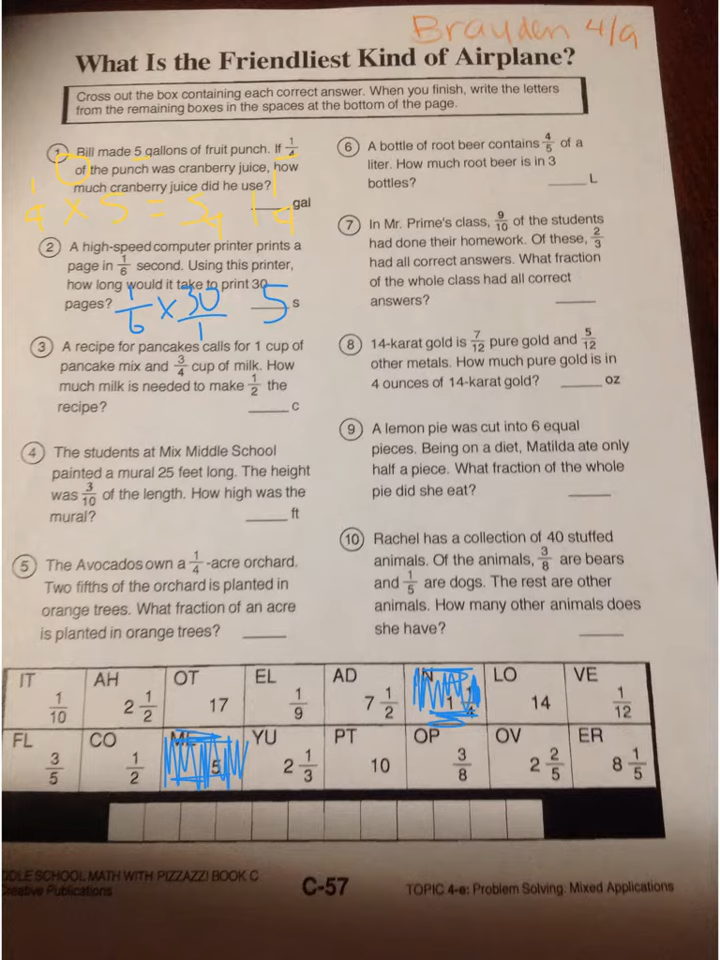 Brayden 4/9
What Is the Friendliest Kind of Airplane?
Cross out the box containing each correct answer. When you finish, write the letters
from the remaining boxes in the spaces at the bottom of the page.
1 Bill made 5 gallons of fruit punch. If 1/4
of the punch was cranberry juice, how
much cranberry juice did he use?
____ gal
1/4 × 5 = 5/4 1 1/4
2 A high-speed computer printer prints a
page in 1/6 second. Using this printer,
how long would it take to print 30
pages? 1/6 × 30/1 5 s
3 A recipe for pancakes calls for 1 cup of
pancake mix and 3/4 cup of milk. How
much milk is needed to make 1/2 the
recipe? ____ c
4 The students at Mix Middle School
painted a mural 25 feet long. The height
was 3/10 of the length. How high was the
mural? ____ ft
5 The Avocados own a 1/4-acre orchard.
Two fifths of the orchard is planted in
orange trees. What fraction of an acre
is planted in orange trees? ____
6 A bottle of root beer contains 4/5 of a
liter. How much root beer is in 3
bottles? ____ L
7 In Mr. Prime's class, 9/10 of the students
had done their homework. Of these, 2/3
had all correct answers. What fraction
of the whole class had all correct
answers? ____
8 14-karat gold is 7/12 pure gold and 5/12
other metals. How much pure gold is in
4 ounces of 14-karat gold? ____ oz
9 A lemon pie was cut into 6 equal
pieces. Being on a diet, Matilda ate only
half a piece. What fraction of the whole
pie did she eat? ____
10 Rachel has a collection of 40 stuffed
animals. Of the animals, 3/8 are bears
and 1/5 are dogs. The rest are other
animals. How many other animals does
she have? ____
IT AH OT EL AD LO VE
1/10 2 1/2 17 1/9 7 1/2 1 1/4 14 1/12
FL CO YU PT OP OV ER
3/5 1/2 5 2 1/3 10 3/8 2 2/5 8 1/5
DDLE SCHOOL MATH WITH PIZZAZZ! BOOK C
Creative Publications
C-57
TOPIC 4-e: Problem Solving: Mixed Applications